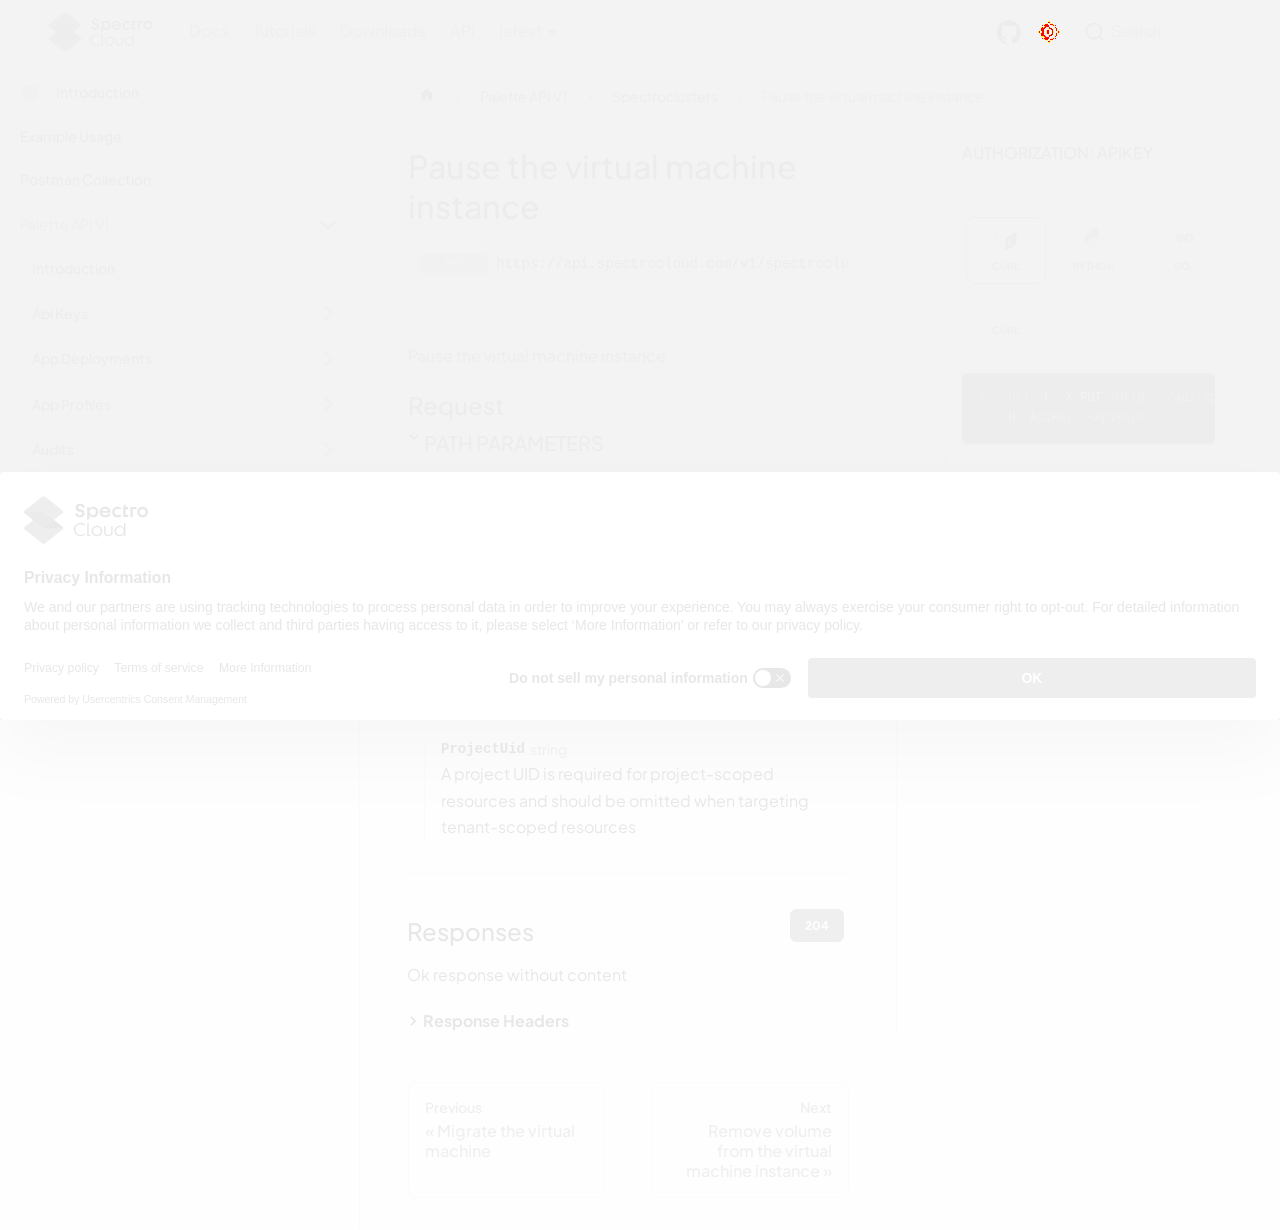 Spectro
Cloud
Docs Tutorials Downloads API latest
Search
Introduction
Palette API V1 Spectroclusters Pause the virtual machine instance
Example Usage
Postman Collection
Palette API V1
Introduction
Api Keys
App Deployments
App Profiles
Audits
Pause the virtual machine
instance
https://api.spectrocloud.com/v1/spectroclu
Pause the virtual machine instance
Request
PATH PARAMETERS
AUTHORIZATION: APIKEY
CURL PYTHON GO
CURL
PUT
Spectro
Cloud
Privacy Information
We and our partners are using tracking technologies to process personal data in order to improve your experience. You may always exercise your consumer right to opt-out. For detailed information
about personal information we collect and third parties having access to it, please select 'More Information' or refer to our privacy policy.
Privacy policy Terms of service More Information
Do not sell my personal information
OK
Powered by Usercentrics Consent Management
ProjectUid string
A project UID is required for project-scoped
resources and should be omitted when targeting
tenant-scoped resources
Responses
204
Ok response without content
Response Headers
Previous
« Migrate the virtual
machine
Next
Remove volume
from the virtual
machine instance »